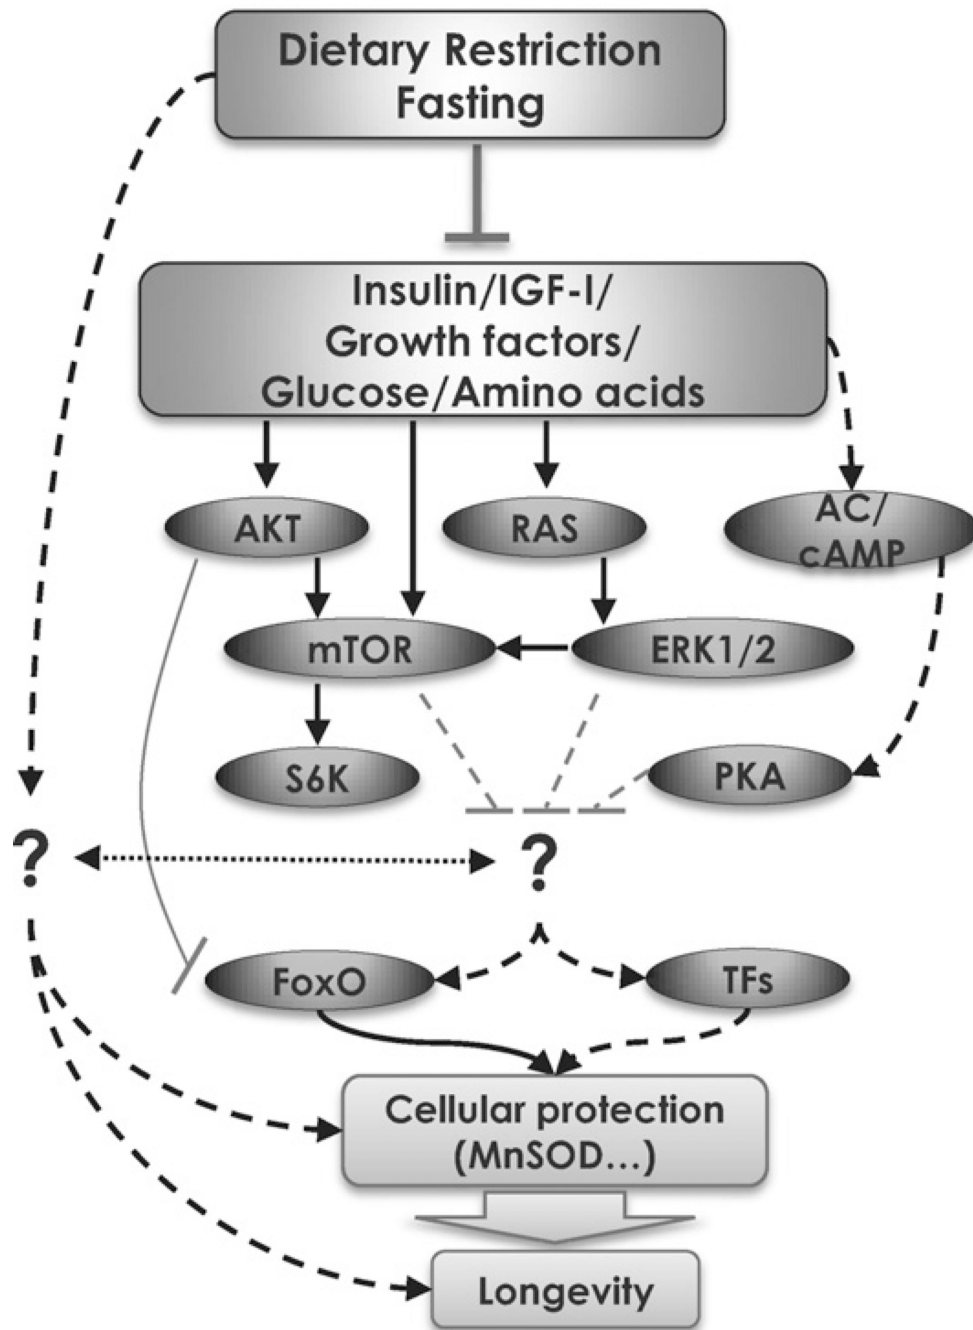 Dietary Restriction
Fasting
Insulin/IGF-I/
Growth factors/
Glucose/Amino acids
AKT
RAS
AC/
cAMP
mTOR
ERK1/2
S6K
PKA
?
?
FoxO
TFs
Cellular protection
(MnSOD...)
Longevity